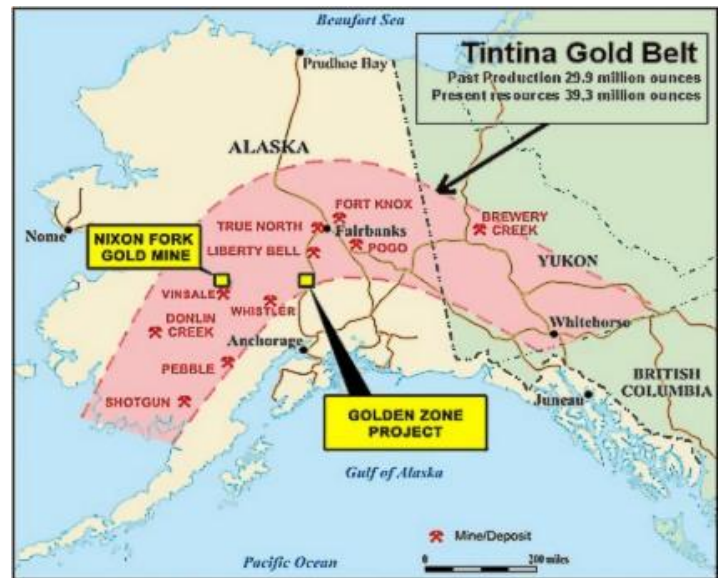 Beaufort Sea
Tintina Gold Belt
Past Production 29.9 million ounces
Present resources 39.3 million ounces
Prudhoe Bay
ALASKA
FORT KNOX
TRUE NORTH
Fairbanks
BREWERY
CREEK
Nome
NIXON FORK
GOLD MINE
LIBERTY BELL
POGO
YUKON
VINSALE
WHISTLER
DONLIN
CREEK
Whitehorse
Anchorage
PEBBLE
BRITISH
COLUMBIA
SHOTGUN
GOLDEN ZONE
PROJECT
Juneau
Gulf of Alaska
Mine/Deposit
Pacific Ocean
0
200 miles